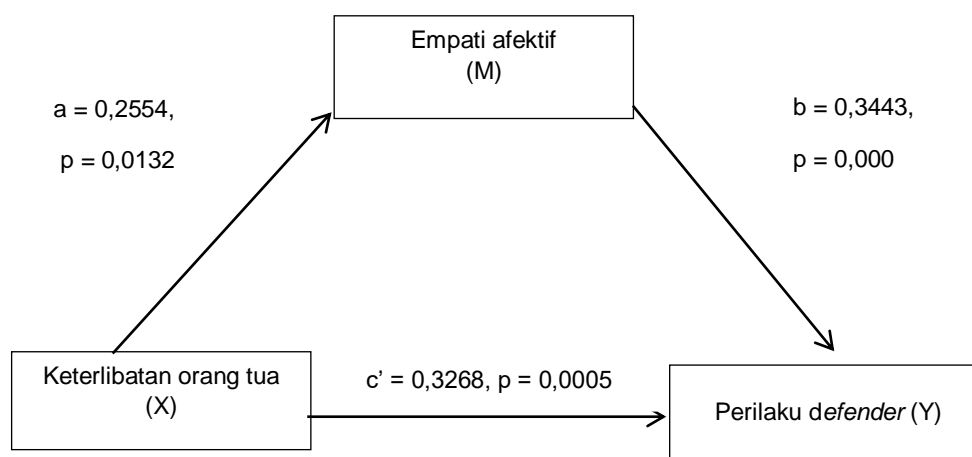 Empati afektif
(M)
a = 0,2554,
p = 0,0132
b = 0,3443,
p = 0,000
Keterlibatan orang tua
(X)
c’ = 0,3268, p = 0,0005
Perilaku defender (Y)